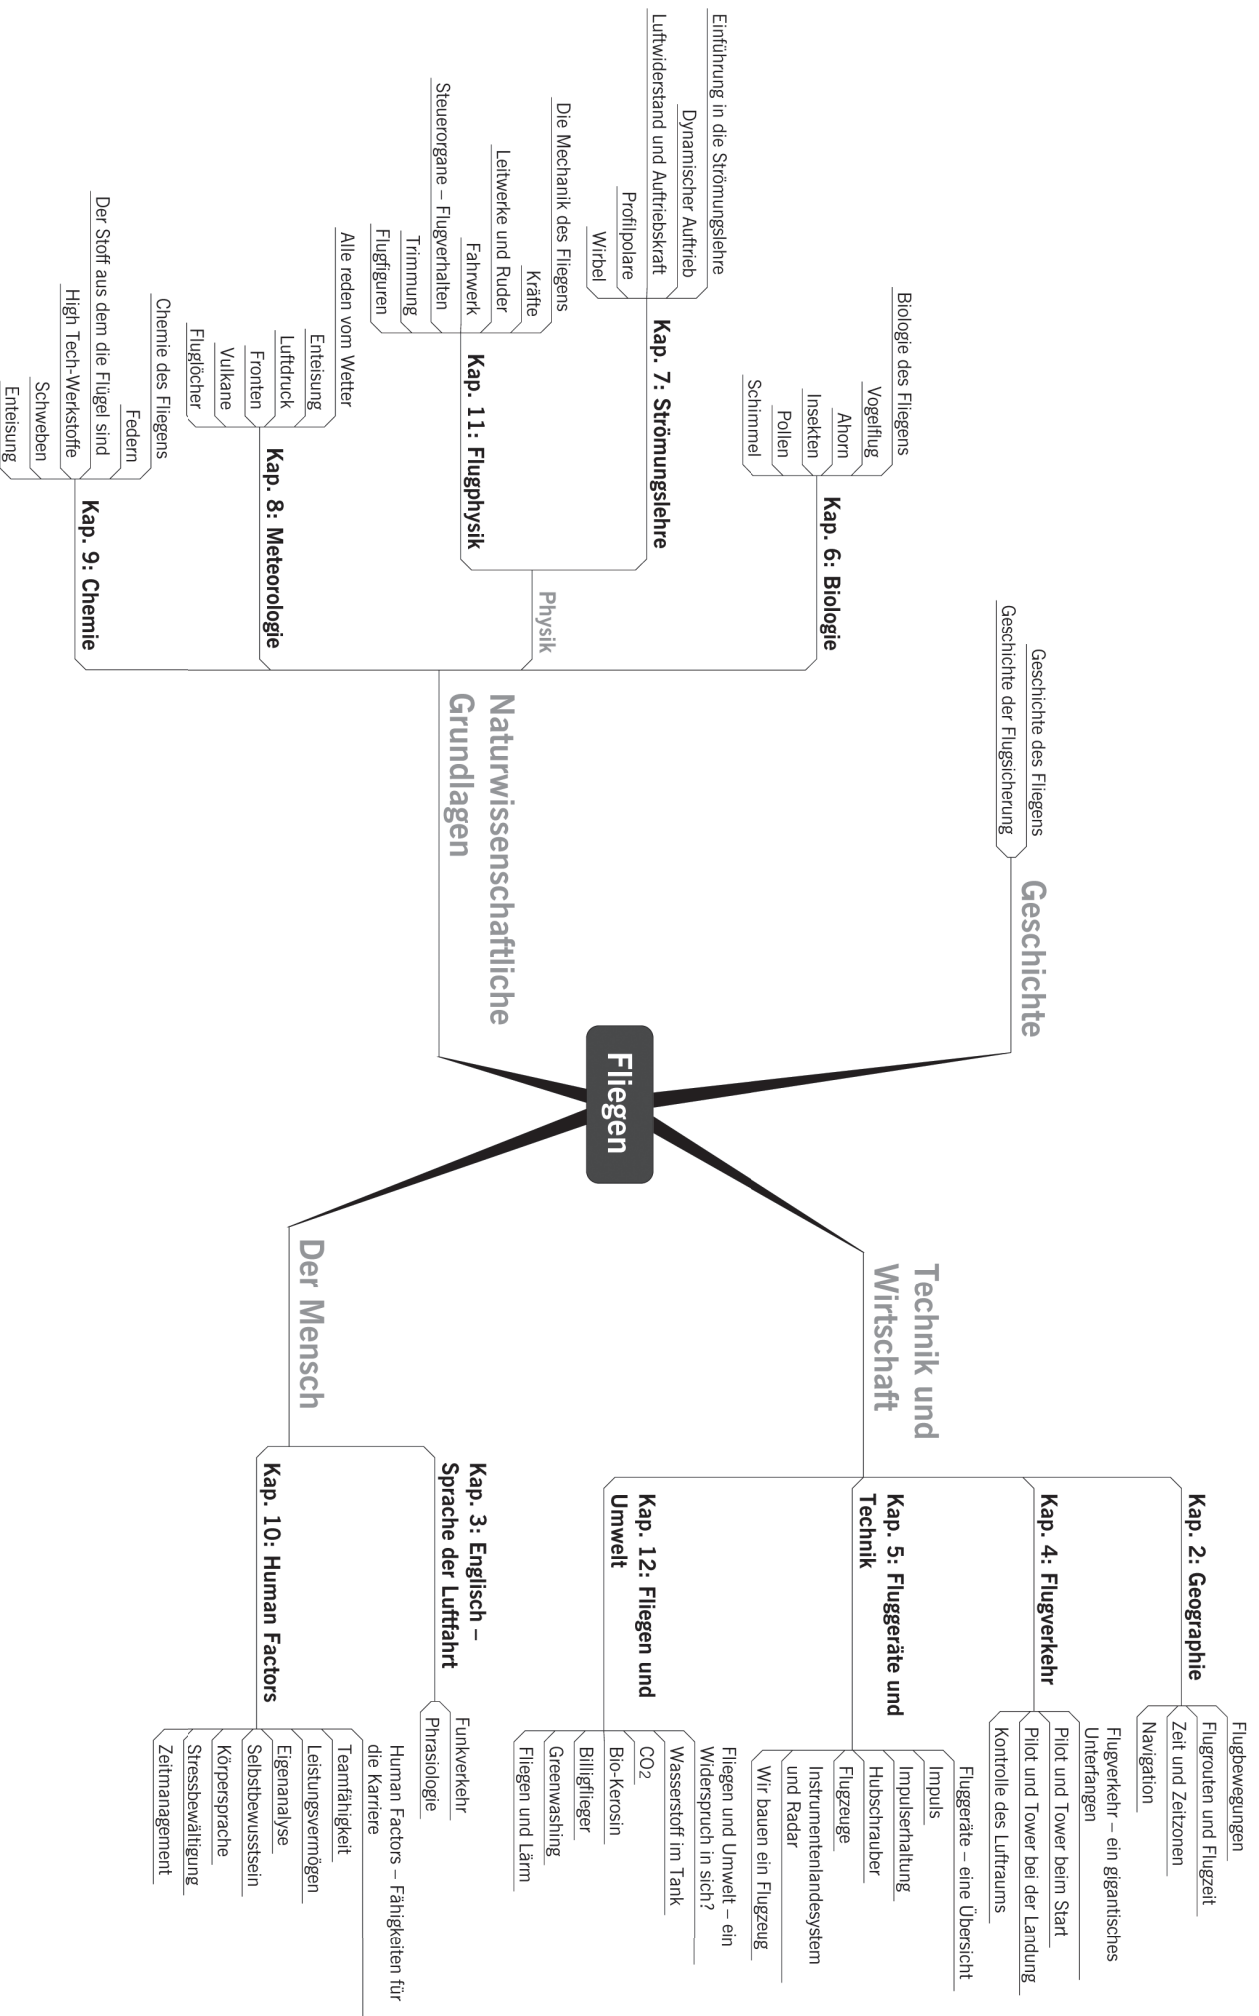 Fliegen
Geschichte
Geschichte des Fliegens
Geschichte der Flugsicherung
Naturwissenschaftliche
Grundlagen
Kap. 6: Biologie
Biologie des Fliegens
Vogelflug
Ahorn
Insekten
Pollen
Schimmel
Physik
Kap. 7: Strömungslehre
Einführung in die Strömungslehre
Dynamischer Auftrieb
Luftwiderstand und Auftriebskraft
Profilpolare
Wirbel
Kap. 11: Flugphysik
Die Mechanik des Fliegens
Kräfte
Leitwerke und Ruder
Fahrwerk
Steuerorgane – Flugverhalten
Trimmung
Flugfiguren
Kap. 8: Meteorologie
Alle reden vom Wetter
Enteisung
Luftdruck
Fronten
Vulkane
Fluglöcher
Kap. 9: Chemie
Chemie des Fliegens
Federn
Der Stoff aus dem die Flügel sind
High Tech-Werkstoffe
Schweben
Enteisung
Technik und
Wirtschaft
Kap. 2: Geographie
Flugbewegungen
Flugrouten und Flugzeit
Zeit und Zeitzonen
Navigation
Kap. 4: Flugverkehr
Flugverkehr – ein gigantisches
Unterfangen
Pilot und Tower beim Start
Pilot und Tower bei der Landung
Kontrolle des Luftraums
Kap. 5: Fluggeräte und
Technik
Fluggeräte – eine Übersicht
Impuls
Impulserhaltung
Hubschrauber
Flugzeuge
Instrumentenlandesystem
und Radar
Wir bauen ein Flugzeug
Kap. 12: Fliegen und
Umwelt
Fliegen und Umwelt – ein
Widerspruch in sich?
Wasserstoff im Tank
CO2
Bio-Kerosin
Billigflieger
Greenwashing
Fliegen und Lärm
Der Mensch
Kap. 3: Englisch –
Sprache der Luftfahrt
Funkverkehr
Phrasiologie
Kap. 10: Human Factors
Human Factors – Fähigkeiten für
die Karriere
Teamfähigkeit
Leistungsvermögen
Eigenanalyse
Selbstbewusstsein
Körpersprache
Stressbewältigung
Zeitmanagement